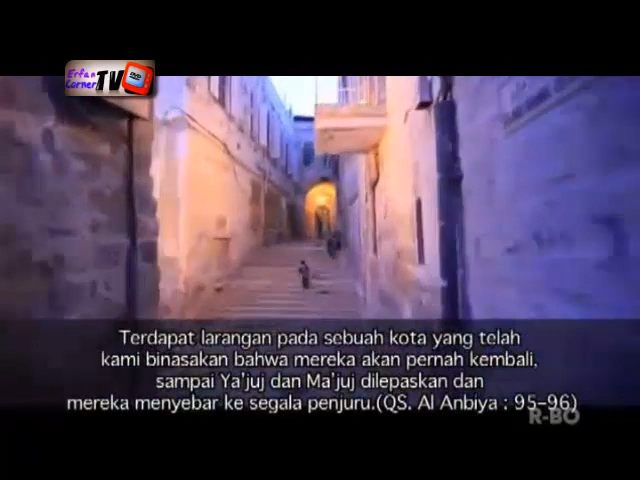 Erfan
Corner TV
DVD
Terdapat larangan pada sebuah kota yang telah
kami binasakan bahwa mereka akan pernah kembali,
sampai Ya'juj dan Ma'juj dilepaskan dan
mereka menyebar ke segala penjuru.(QS. Al Anbiya : 95-96)
R-BO